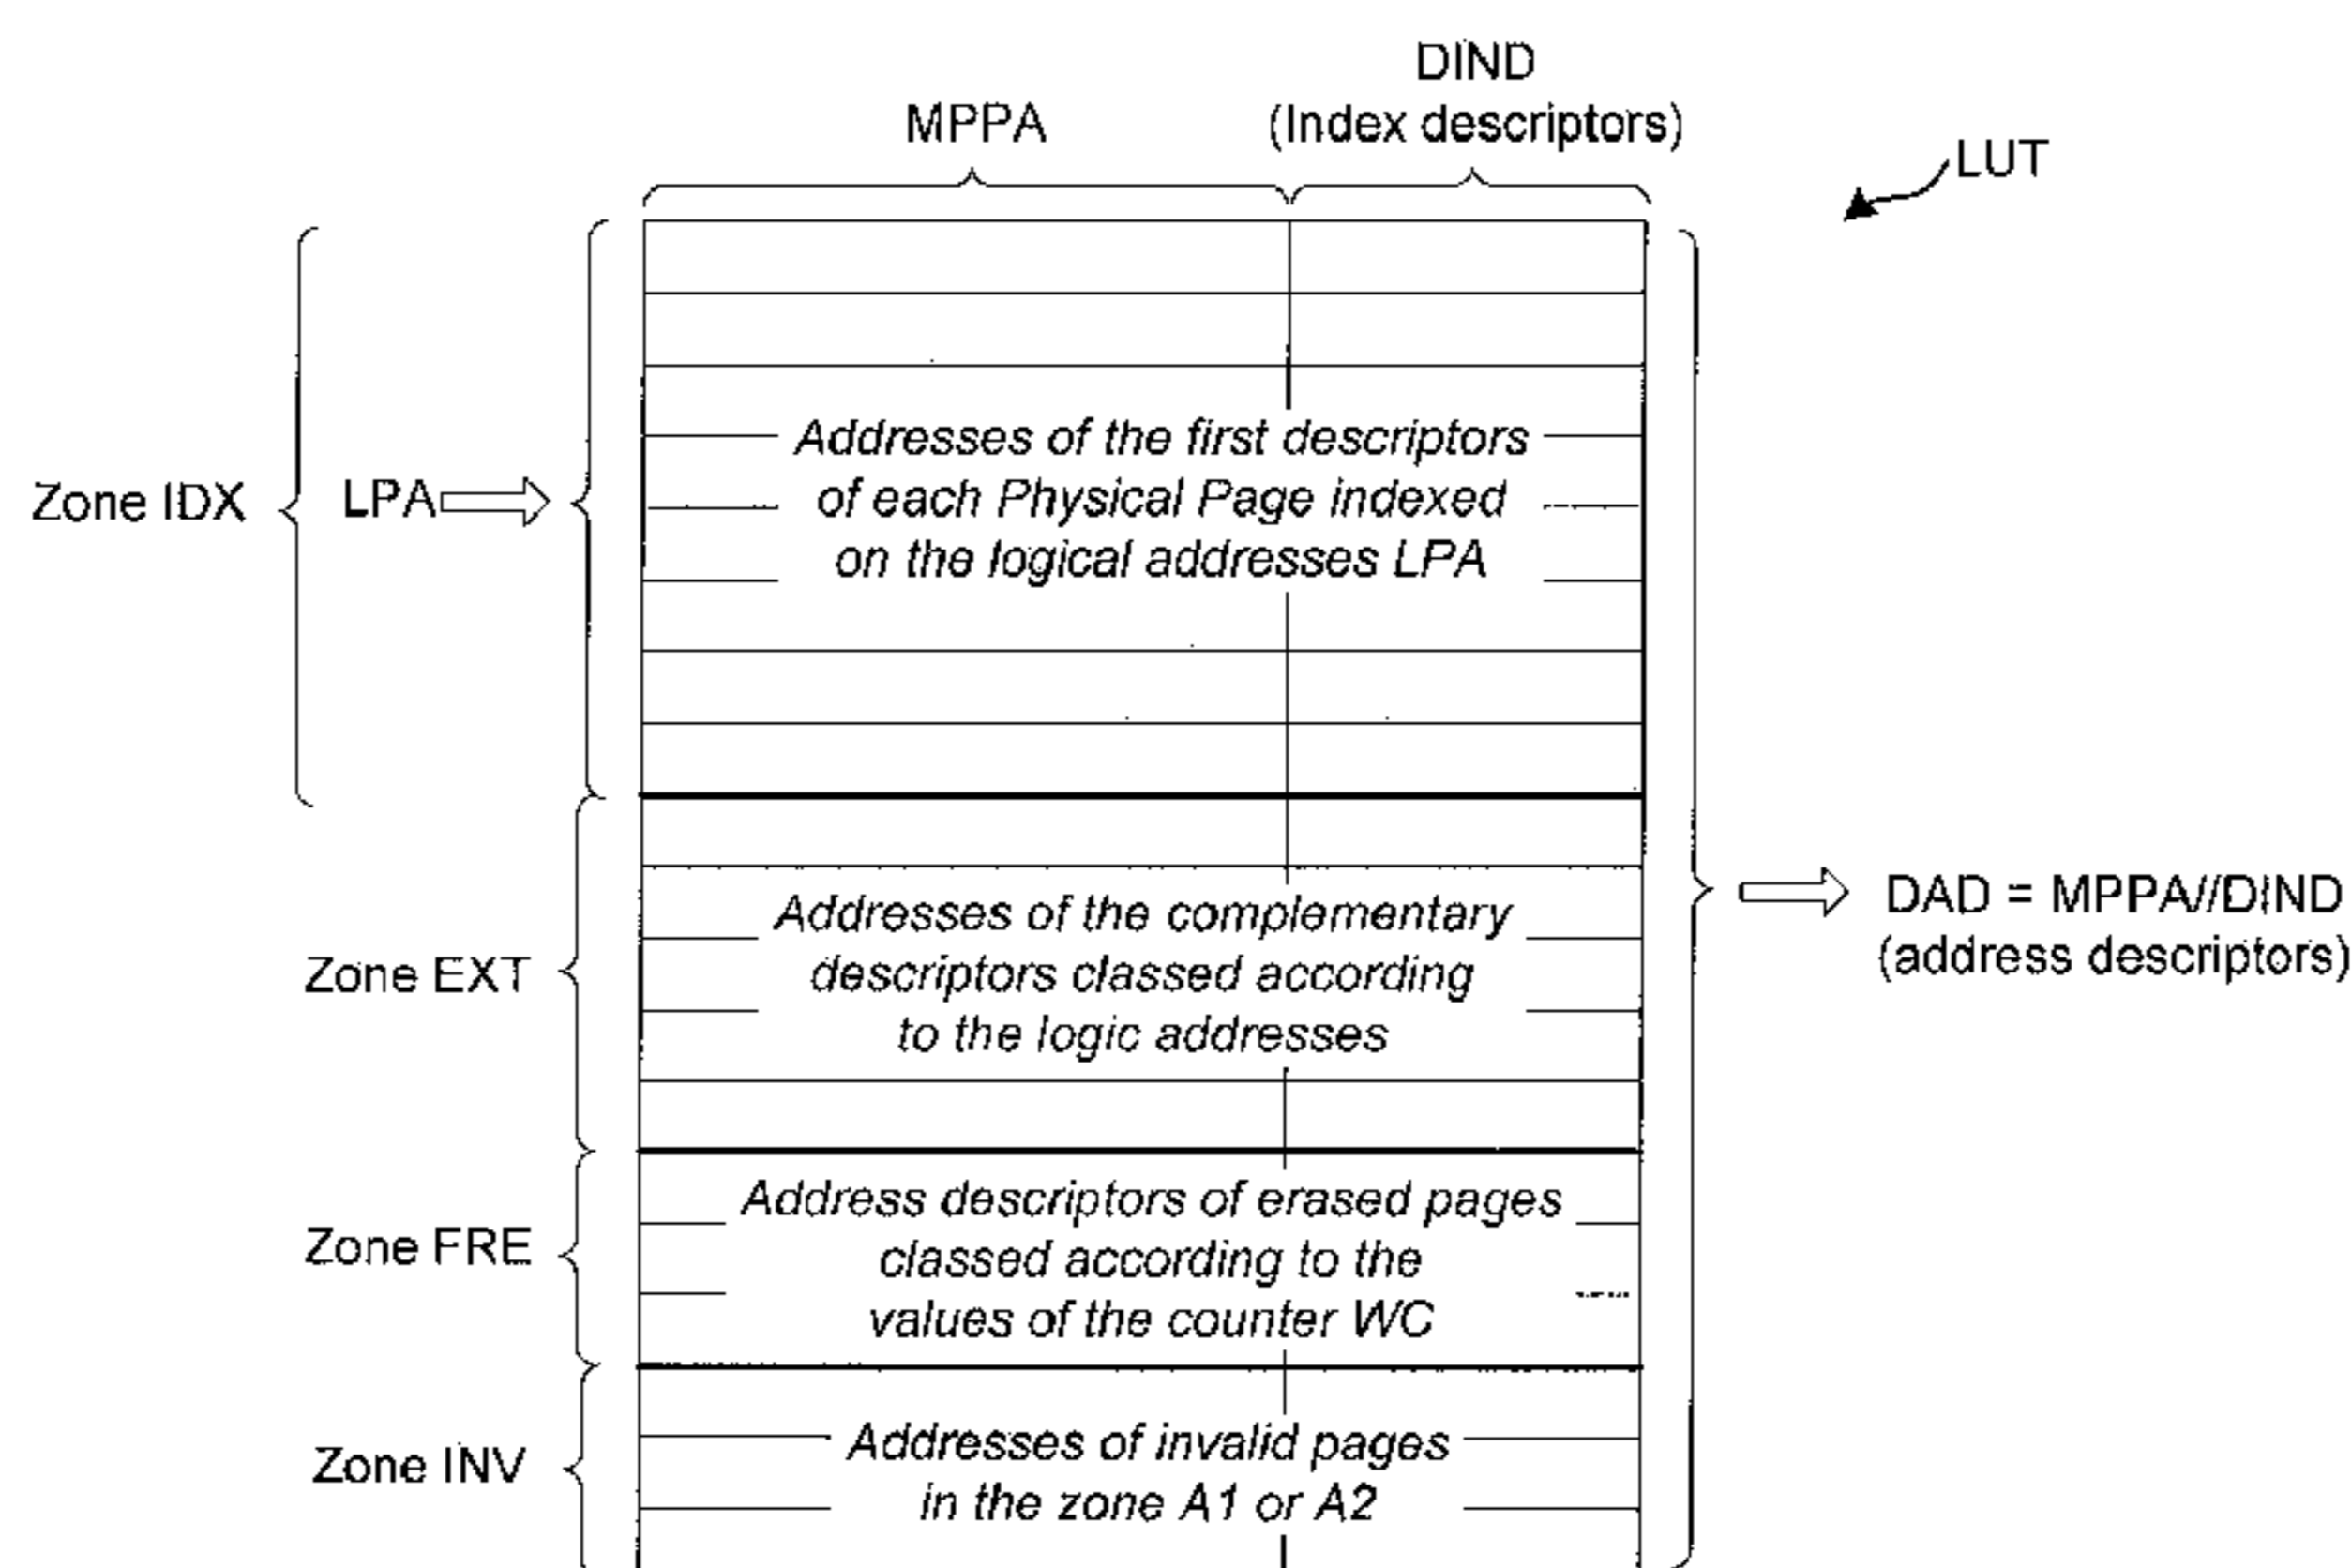 DIND
MPPA
(Index descriptors)
LUT
Addresses of the first descriptors
of each Physical Page indexed
on the logical addresses LPA
Zone IDX
LPA
Addresses of the complementary
descriptors classed according
to the logic addresses
Zone EXT
DAD = MPPA//DIND
(address descriptors)
Address descriptors of erased pages
classed according to the
values of the counter WC
Zone FRE
Addresses of invalid pages
in the zone A1 or A2
Zone INV